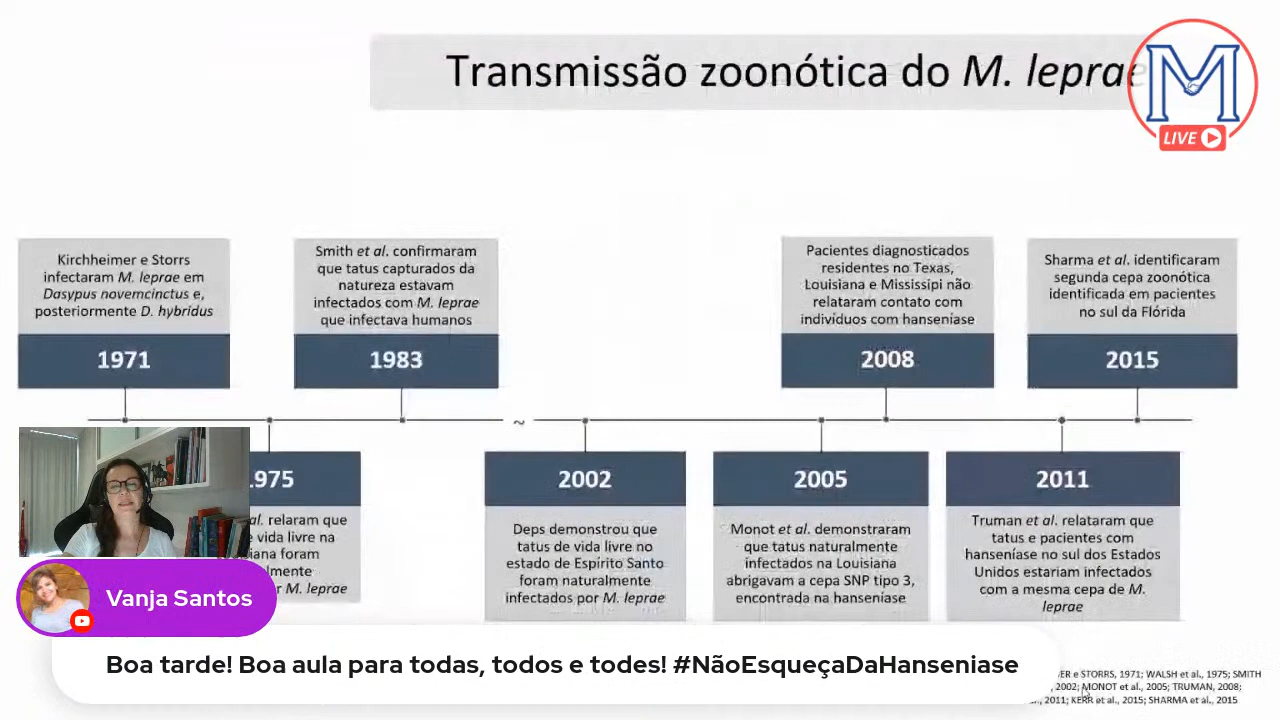 Transmissão zoonótica do M. leprae
M
LIVE
Kirchheimer e Storrs
infectaram M. leprae em
Dasypus novemcinctus e,
posteriormente D. hybridus
1971
Smith et al. confirmaram
que tatus capturados da
natureza estavam
infectados com M. leprae
que infectava humanos
1983
Pacientes diagnosticados
residentes no Texas,
Louisiana e Mississipi não
relataram contato com
indivíduos com hanseníase
2008
Sharma et al. identificaram
segunda cepa zoonótica
identificada em pacientes
no sul da Flórida
2015
~
975
al. relaram que
vida livre na
iana foram
lmente
M. leprae
2002
Deps demonstrou que
tatus de vida livre no
estado de Espírito Santo
foram naturalmente
infectados por M. leprae
2005
Monot et al. demonstraram
que tatus naturalmente
infectados na Louisiana
abrigavam a cepa SNP tipo 3,
encontrada na hanseníase
2011
Truman et al. relataram que
tatus e pacientes com
hanseníase no sul dos Estados
Unidos estariam infectados
com a mesma cepa de M.
leprae
Vanja Santos
Boa tarde! Boa aula para todas, todos e todes! #NãoEsqueçaDaHanseniase
ER e STORRS, 1971; WALSH et al., 1975; SMITH
, 2002; MONOT et al., 2005; TRUMAN, 2008;
, 2011; KERR et al., 2015; SHARMA et al., 2015